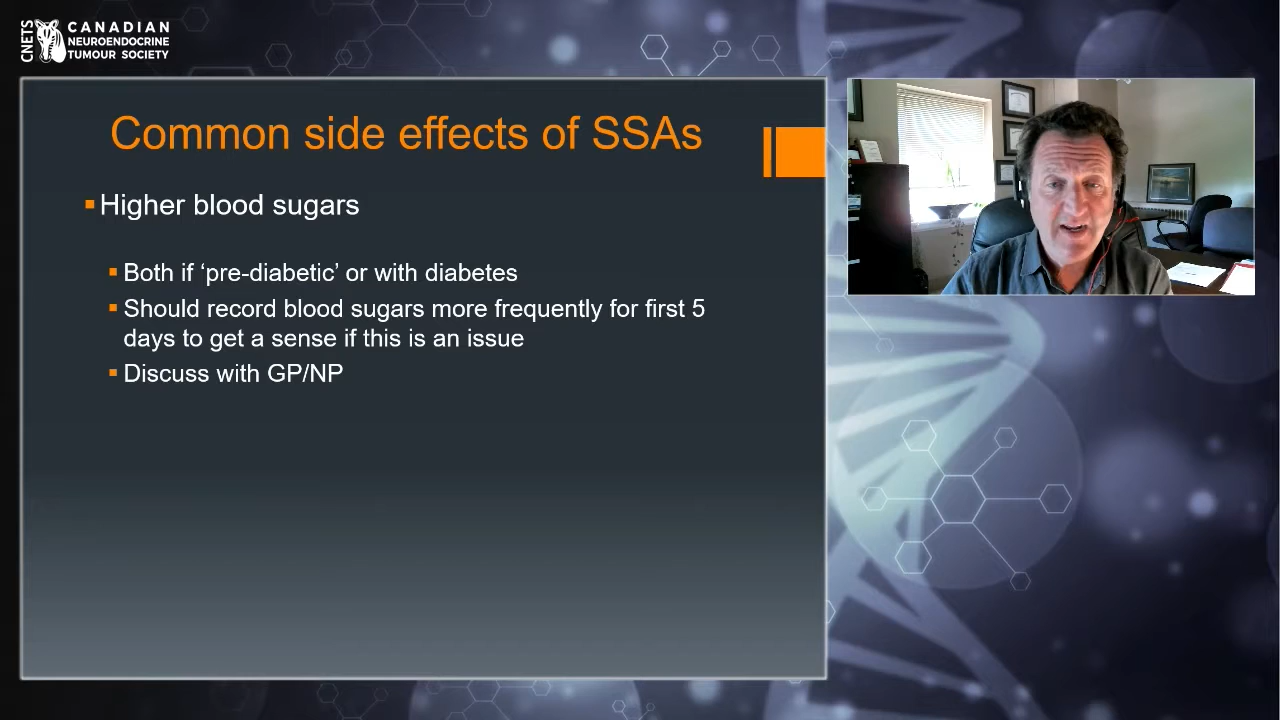 CNETS
CANADIAN
NEUROENDOCRINE
TUMOUR SOCIETY
Common side effects of SSAs
Higher blood sugars
Both if ‘pre-diabetic’ or with diabetes
Should record blood sugars more frequently for first 5
days to get a sense if this is an issue
Discuss with GP/NP